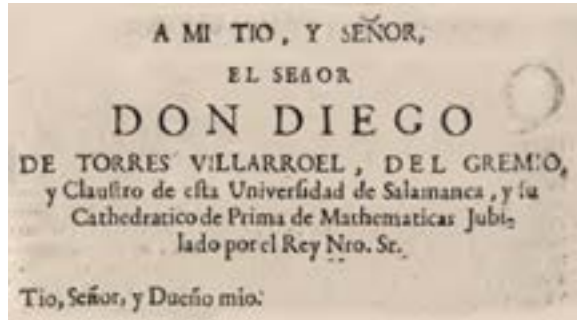 A MI TIO, Y SEÑOR,
EL SEÑOR
DON DIEGO
DE TORRES VILLARROEL, DEL GREMIO,
y Claustro de esta Universidad de Salamanca, y su
Cathedratico de Prima de Mathematicas Jubi-
lado por el Rey Nro. Sr.
Tio, Señor, y Dueño mio.